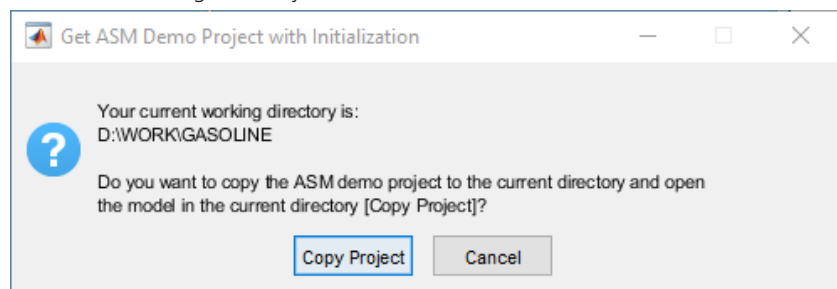 Get ASM Demo Project with Initialization
Your current working directory is:
D:\WORK\GASOLINE
Do you want to copy the ASM demo project to the current directory and open
the model in the current directory [Copy Project]?
Copy Project
Cancel